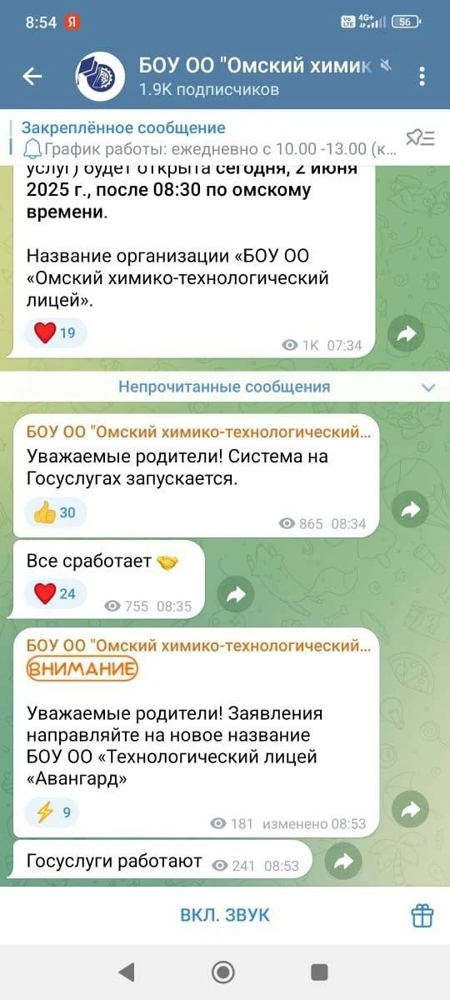 8:54 Я Vo LTE 4G+ 56
БОУ ОО "Омский химик
1.9К подписчиков
Закреплённое сообщение
График работы: ежедневно с 10.00 -13.00 (к...
услуг) будет открыта сегодня, 2 июня
2025 г., после 08:30 по омскому
времени.
Название организации «БОУ ОО
«Омский химико-технологический
лицей».
19
1K 07:34
Непрочитанные сообщения
БОУ ОО "Омский химико-технологический...
Уважаемые родители! Система на
Госуслугах запускается.
30
865 08:34
Все сработает
24
755 08:35
БОУ ОО "Омский химико-технологический...
ВНИМАНИЕ
Уважаемые родители! Заявления
направляйте на новое название
БОУ ОО «Технологический лицей
«Авангард»
9
181 изменено 08:53
Госуслуги работают 241 08:53
ВКЛ. ЗВУК